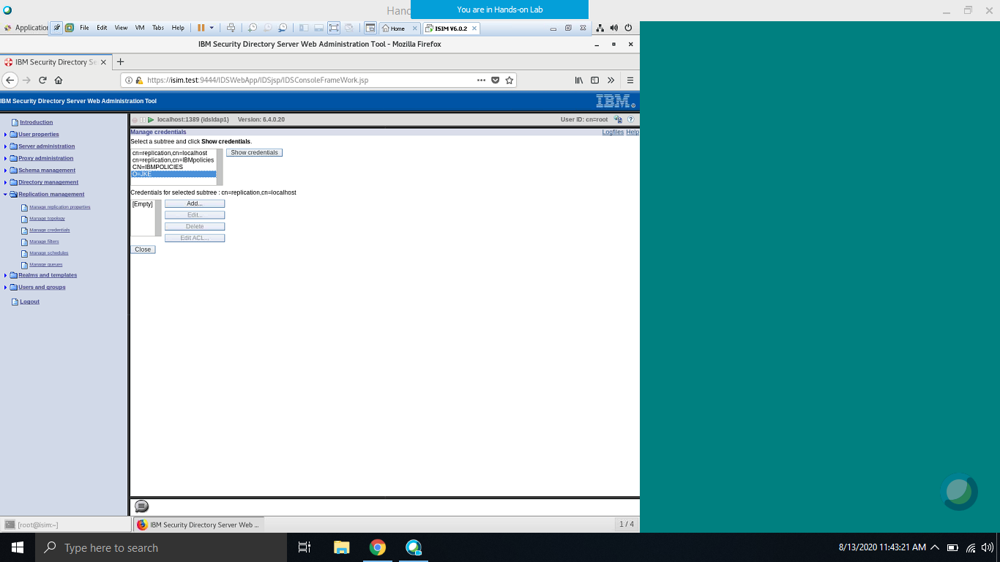 Hand
You are in Hands-on Lab
Application
File Edit View VM Tabs Help
Home
ISIM V6.0.2
IBM Security Directory Server Web Administration Tool - Mozilla Firefox
IBM Security Directory Se
https://isim.test:9444/IDSWebApp/IDSjsp/IDSConsoleFrameWork.jsp
IBM Security Directory Server Web Administration Tool
IBM
Introduction
User properties
Server administration
Proxy administration
Schema management
Directory management
Replication management
Manage replication properties
Manage topology
Manage credentials
Manage filters
Manage schedules
Manage queues
Realms and templates
Users and groups
Logout
localhost:1389 (idsldap1) Version: 6.4.0.20
User ID: cn=root
Manage credentials
Logfiles Help
Select a subtree and click Show credentials.
cn=replication,cn=localhost
cn=replication,cn=IBMpolicies
CN=IBMPOLICIES
O=JKE
Show credentials
Credentials for selected subtree : cn=replication,cn=localhost
[Empty]
Add...
Edit...
Delete
Edit ACL...
Close
[root@isim:~]
IBM Security Directory Server Web ...
1 / 4
Type here to search
8/13/2020 11:43:21 AM